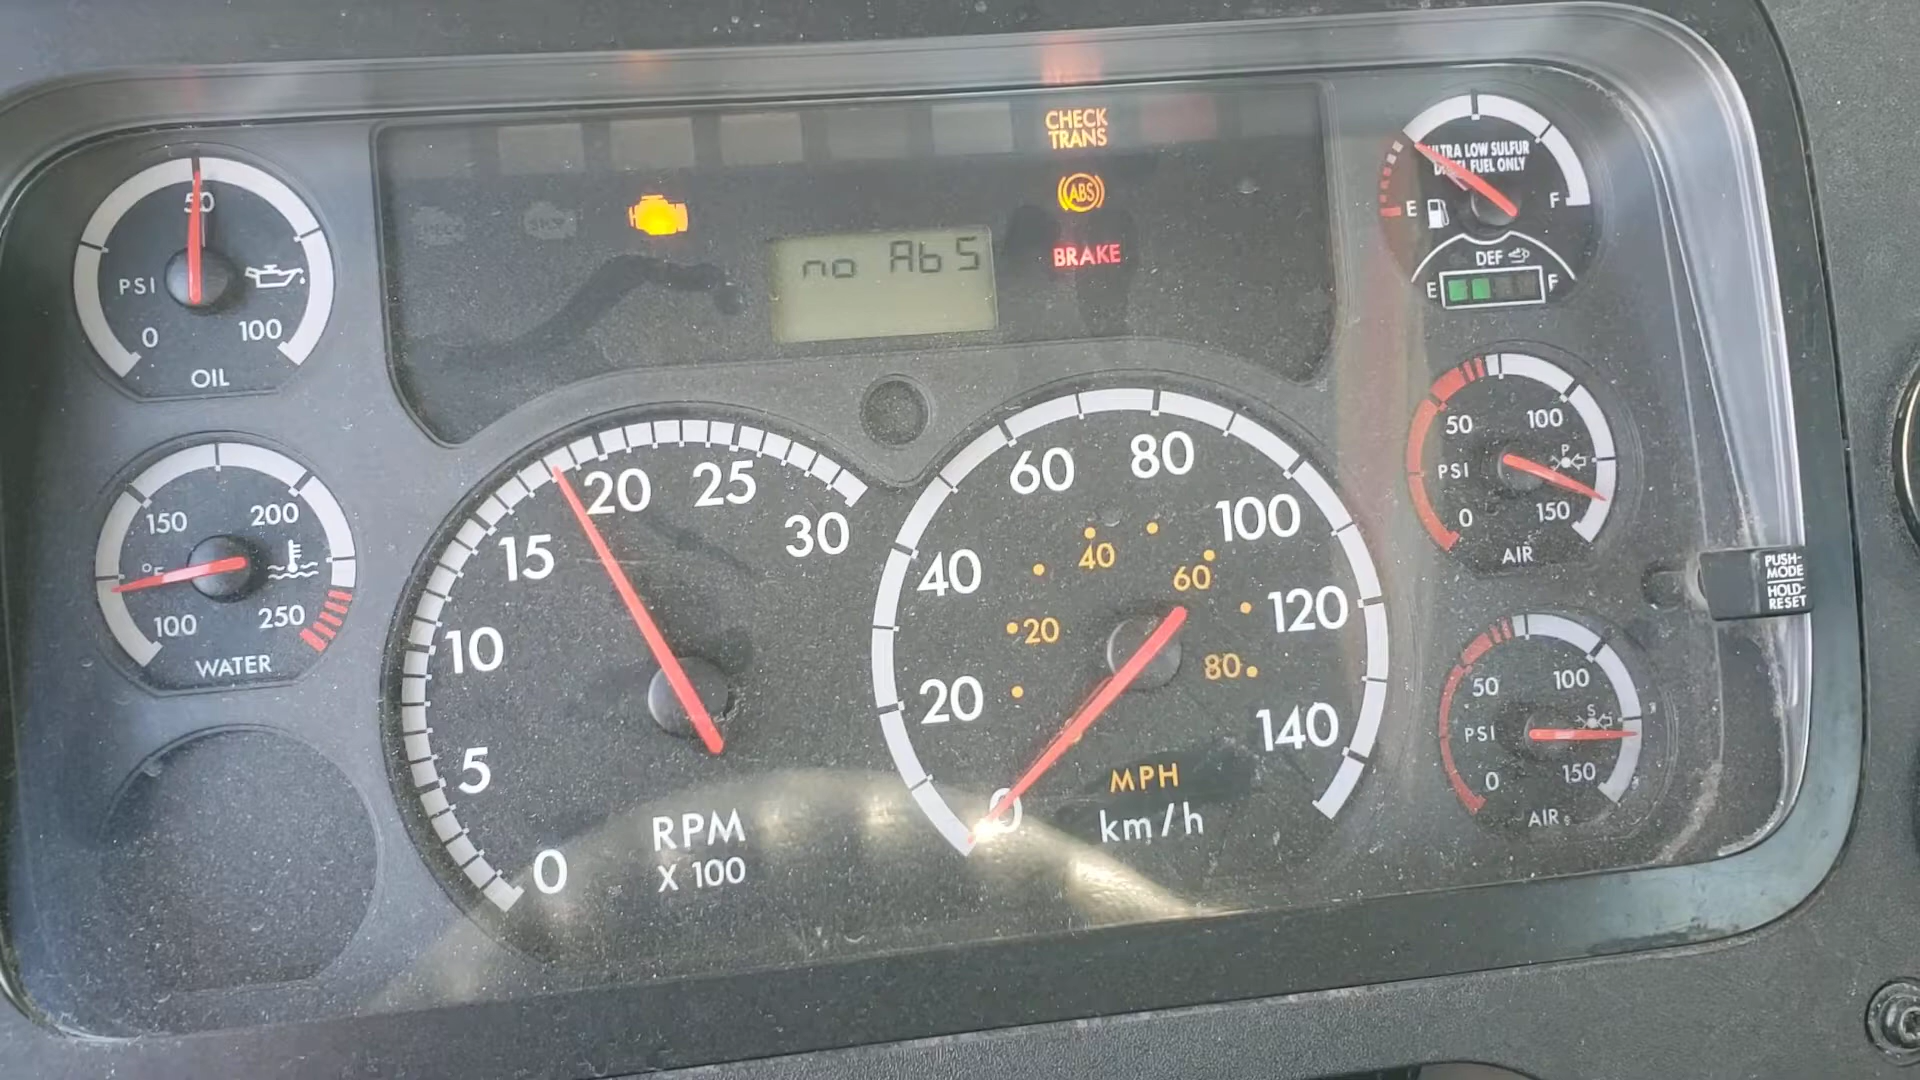 CHECK
TRANS
ABS
BRAKE
no AbS
50
PSI
0
100
OIL
150
200
°F
100
250
WATER
0
5
10
15
20
25
30
RPM
X 100
0
20
40
60
80
100
120
140
20
40
60
80
MPH
km/h
ULTRA LOW SULFUR
DIESEL FUEL ONLY
E
F
DEF
E
F
50
100
P
PSI
0
150
AIR
50
100
S
PSI
0
150
AIR
PUSH-
MODE
HOLD-
RESET